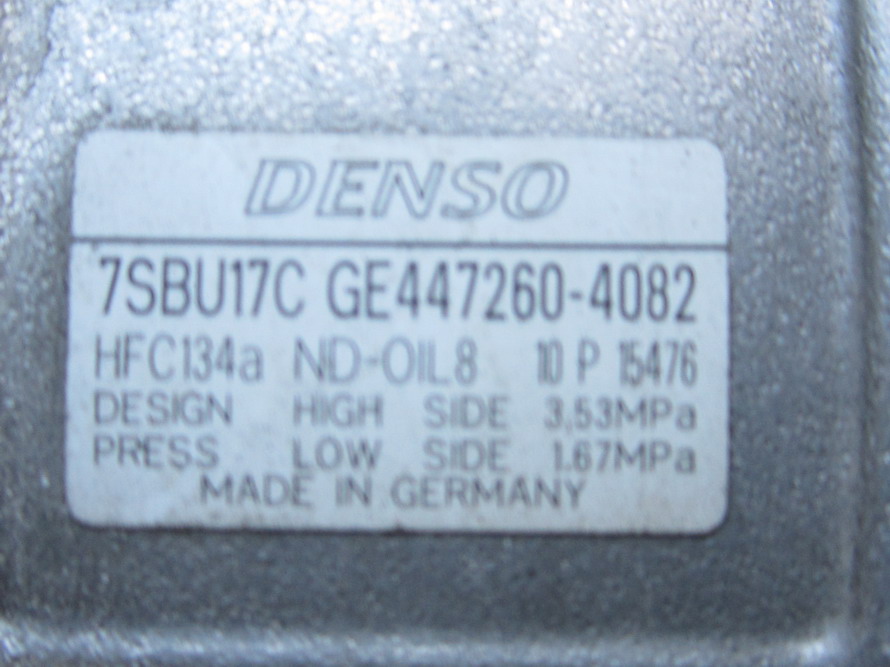 DENSO
7SBU17C GE447260-4082
HFC134a ND-OIL8 10 P 15476
DESIGN HIGH SIDE 3,53MPa
PRESS LOW SIDE 1.67MPa
MADE IN GERMANY